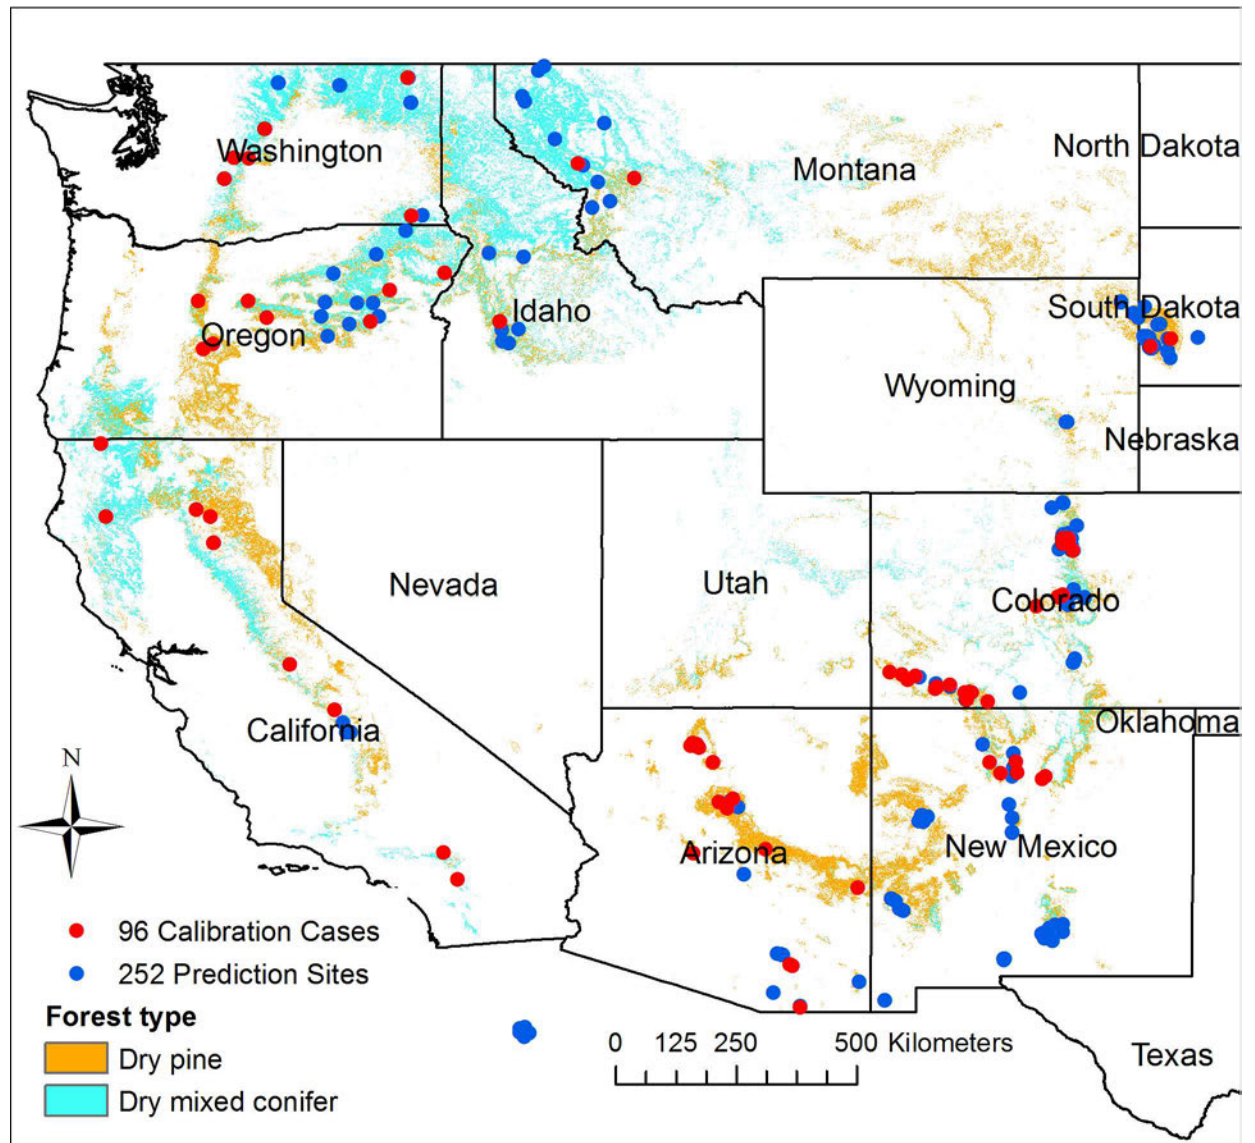 Washington
Montana
North Dakota
Oregon
Idaho
South Dakota
Wyoming
Nebraska
Nevada
Utah
Colorado
California
Oklahoma
N
Arizona
New Mexico
96 Calibration Cases
252 Prediction Sites
Forest type
Dry pine
Dry mixed conifer
0 125 250 500 Kilometers
Texas